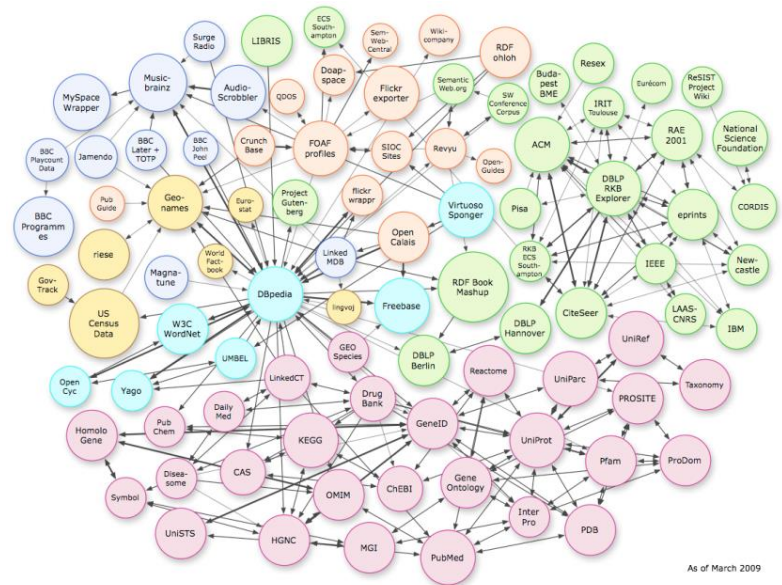 Surge
Radio
LIBRIS
ECS
South-
ampton
Sem-
Web-
Central
Wiki-
company
RDF
ohloh
Music-
brainz
Audio-
Scrobbler
Doap-
space
Flickr
exporter
Semantic
Web.org
Buda-
pest
BME
Resex
Eurécom
ReSIST
Project
Wiki
MySpace
Wrapper
QDOS
SW
Conference
Corpus
IRIT
Toulouse
National
Science
Foundation
BBC
Playcount
Data
Jamendo
BBC
Later +
TOTP
BBC
John
Peel
Crunch
Base
FOAF
profiles
SIOC
Sites
Revyu
Open-
Guides
ACM
RAE
2001
DBLP
RKB
Explorer
CORDIS
Pub
Guide
Geo-
names
Euro-
stat
Project
Guten-
berg
flickr
wrappr
Virtuoso
Sponger
Pisa
eprints
BBC
Programm
es
Open
Calais
riese
World
Fact-
book
Linked
MDB
RKB
ECS
South-
ampton
IEEE
New-
castle
Gov-
Track
Magna-
tune
DBpedia
lingvoj
Freebase
RDF Book
Mashup
CiteSeer
LAAS-
CNRS
IBM
US
Census
Data
W3C
WordNet
DBLP
Hannover
UMBEL
GEO
Species
DBLP
Berlin
UniRef
Open
Cyc
Yago
LinkedCT
Reactome
UniParc
Taxonomy
Drug
Bank
PROSITE
Daily
Med
Pub
Chem
Homolo
Gene
KEGG
GeneID
UniProt
Pfam
ProDom
CAS
Disea-
some
ChEBI
Gene
Ontology
Symbol
OMIM
Inter
Pro
PDB
UniSTS
HGNC
MGI
PubMed
As of March 2009